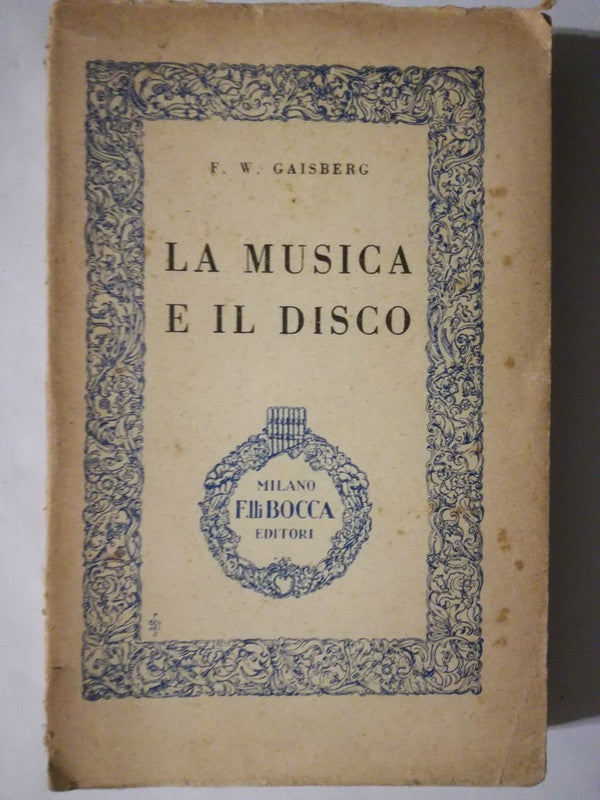 F. W. GAISBERG
LA MUSICA
E IL DISCO
MILANO
F.lli BOCCA
EDITORI